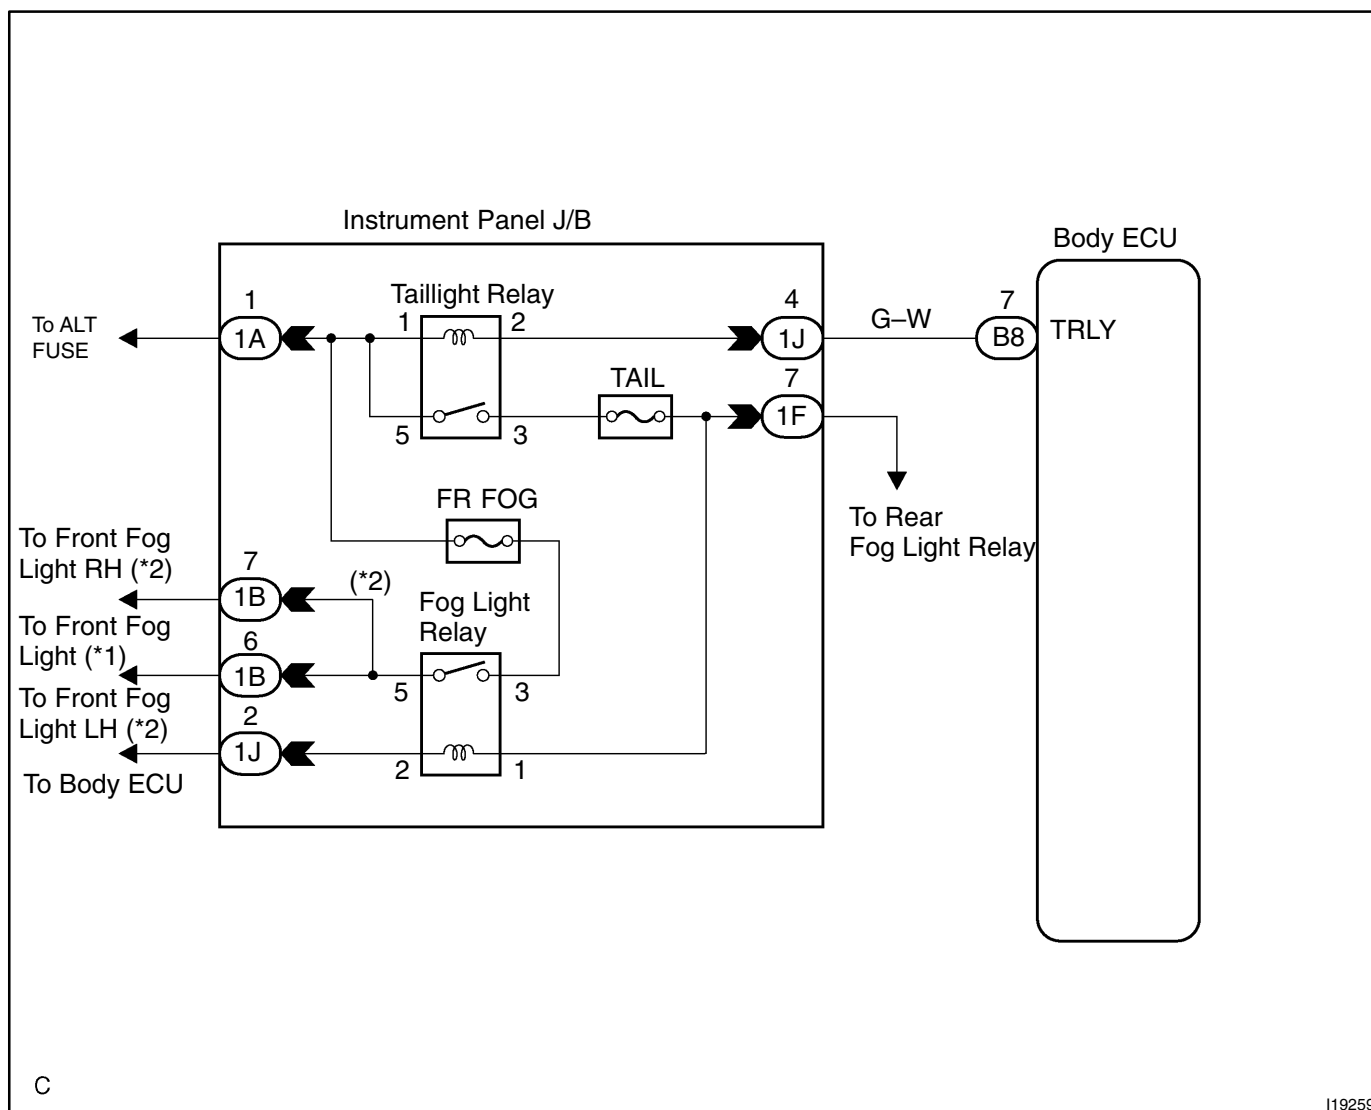 Instrument Panel J/B
Body ECU
To ALT
FUSE
1
1A
Taillight Relay
1
2
4
1J
G–W
7
B8
TRLY
5
3
TAIL
7
1F
FR FOG
To Rear
Fog Light Relay
To Front Fog
Light RH (*2)
7
1B
(*2)
Fog Light
Relay
To Front Fog
Light (*1)
6
1B
5
3
To Front Fog
Light LH (*2)
2
1J
2
1
To Body ECU
C
I19259